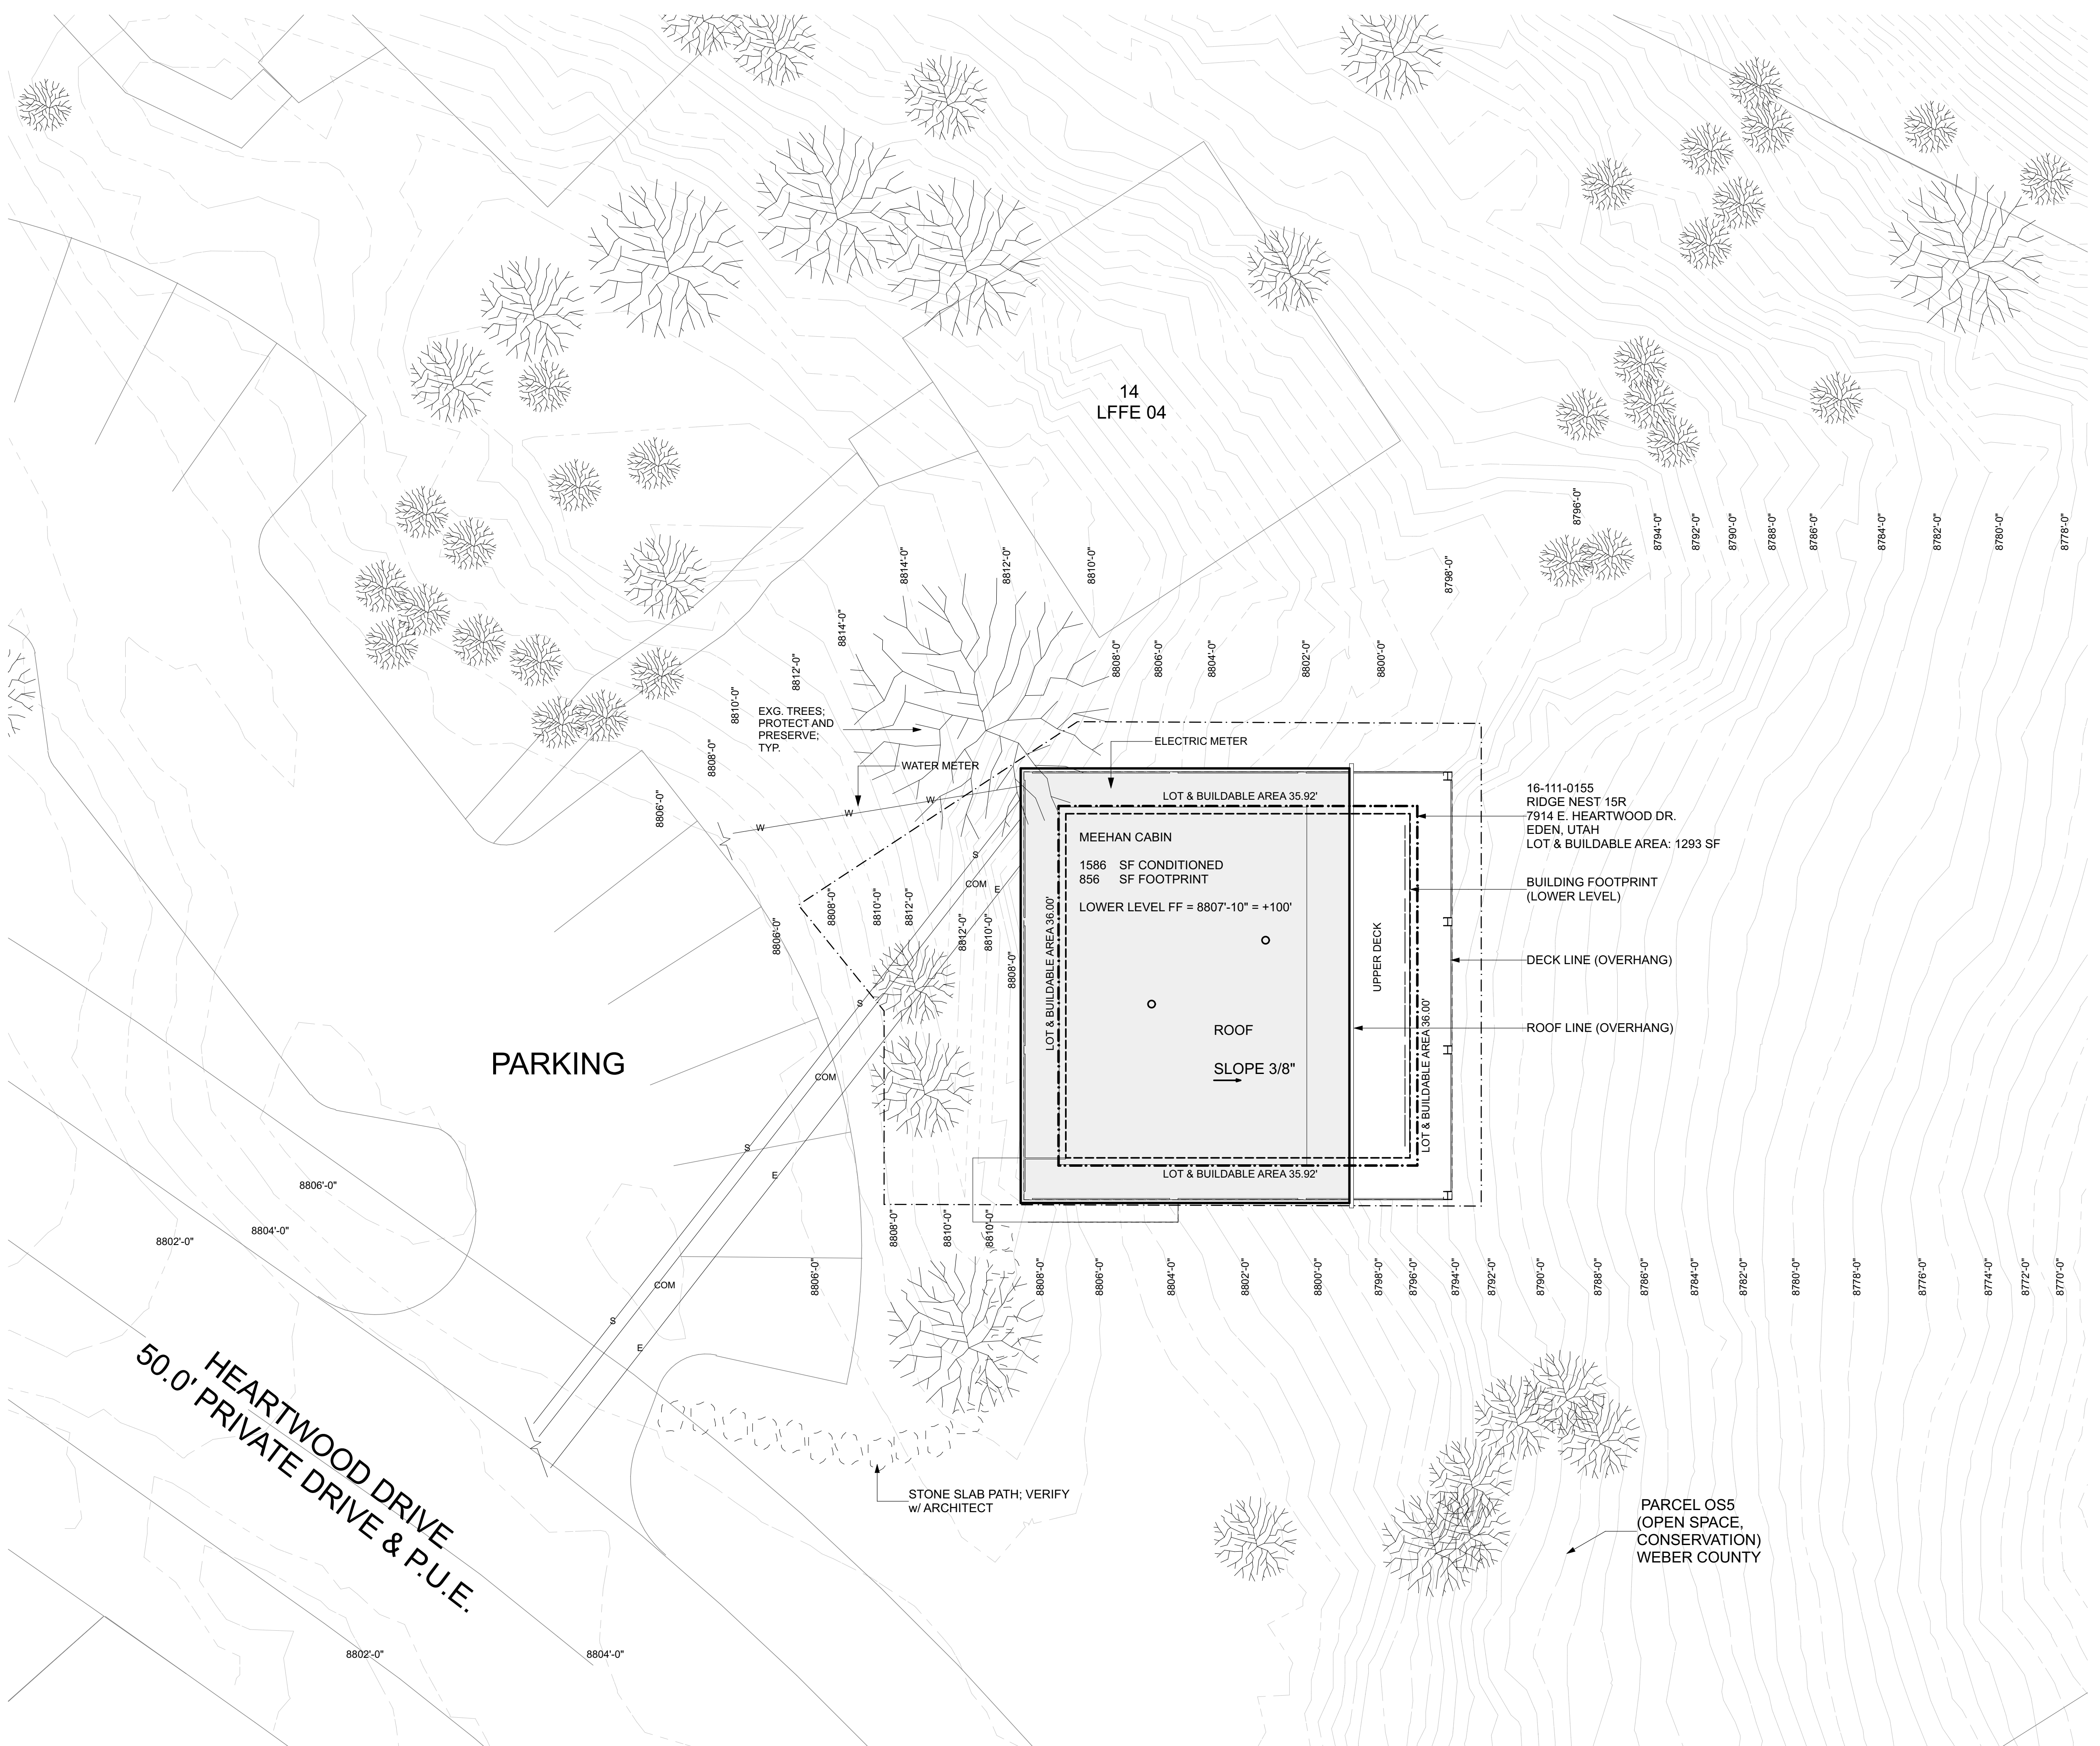 14
LFFE 04
8796'-0"
8794'-0"
8792'-0"
8790'-0"
8788'-0"
8786'-0"
8784'-0"
8782'-0"
8780'-0"
8778'-0"
8814'-0"
8812'-0"
8810'-0"
8798'-0"
8814'-0"
8812'-0"
8810'-0"
8808'-0"
8806'-0"
8808'-0"
8806'-0"
8804'-0"
8802'-0"
8800'-0"
EXG. TREES;
PROTECT AND
PRESERVE;
TYP.
WATER METER
ELECTRIC METER
W
W
W
LOT & BUILDABLE AREA 35.92'
MEEHAN CABIN
1586 SF CONDITIONED
856 SF FOOTPRINT
LOWER LEVEL FF = 8807'-10" = +100'
LOT & BUILDABLE AREA 36.00'
UPPER DECK
LOT & BUILDABLE AREA 36.00'
ROOF
SLOPE 3/8"
LOT & BUILDABLE AREA 35.92'
16-111-0155
RIDGE NEST 15R
7914 E. HEARTWOOD DR.
EDEN, UTAH
LOT & BUILDABLE AREA: 1293 SF
BUILDING FOOTPRINT
(LOWER LEVEL)
DECK LINE (OVERHANG)
ROOF LINE (OVERHANG)
S
COM
E
8806'-0"
8808'-0"
8810'-0"
8812'-0"
8812'-0"
8810'-0"
8808'-0"
S
PARKING
COM
S
E
8806'-0"
8804'-0"
8802'-0"
COM
S
E
8806'-0"
8808'-0"
8810'-0"
8810'-0"
8808'-0"
8806'-0"
8804'-0"
8802'-0"
8800'-0"
8798'-0"
8796'-0"
8794'-0"
8792'-0"
8790'-0"
8788'-0"
8786'-0"
8784'-0"
8782'-0"
8780'-0"
8778'-0"
8776'-0"
8774'-0"
8772'-0"
8770'-0"
HEARTWOOD DRIVE
50.0' PRIVATE DRIVE & P.U.E.
STONE SLAB PATH; VERIFY
w/ ARCHITECT
PARCEL OS5
(OPEN SPACE,
CONSERVATION)
WEBER COUNTY
8802'-0"
8804'-0"